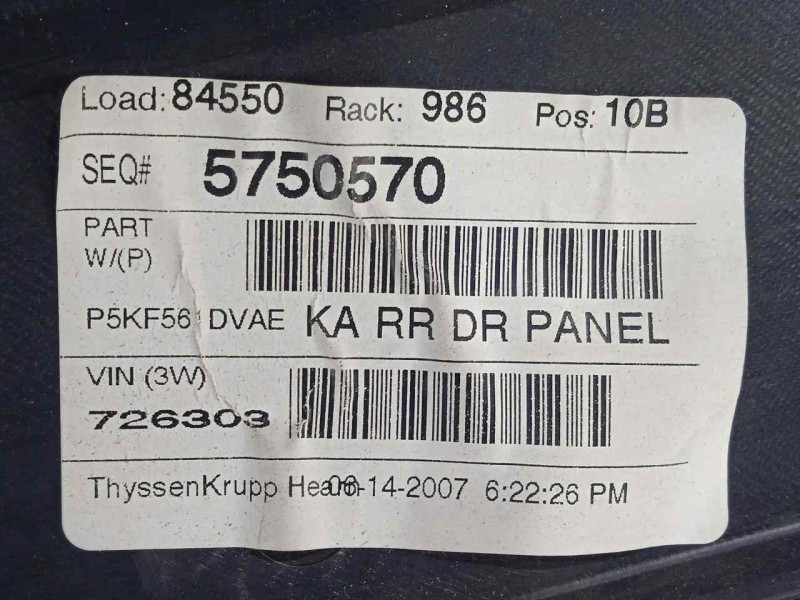 Load: 84550 Rack: 986 Pos: 10B
SEQ# 5750570
PART
W/(P)
P5KF56 DVAE KA RR DR PANEL
VIN (3W)
726303
ThyssenKrupp 06-14-2007 6:22:26 PM